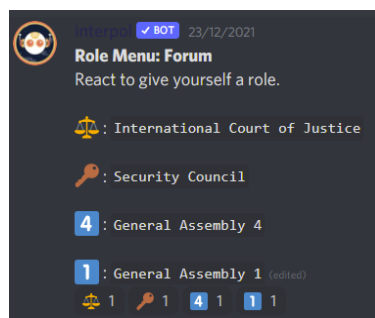 interpol ✓ BOT 23/12/2021
Role Menu: Forum
React to give yourself a role.
⚖️ : International Court of Justice
🔑 : Security Council
4 : General Assembly 4
1 : General Assembly 1 (edited)
⚖️ 1 🔑 1 4 1 1 1